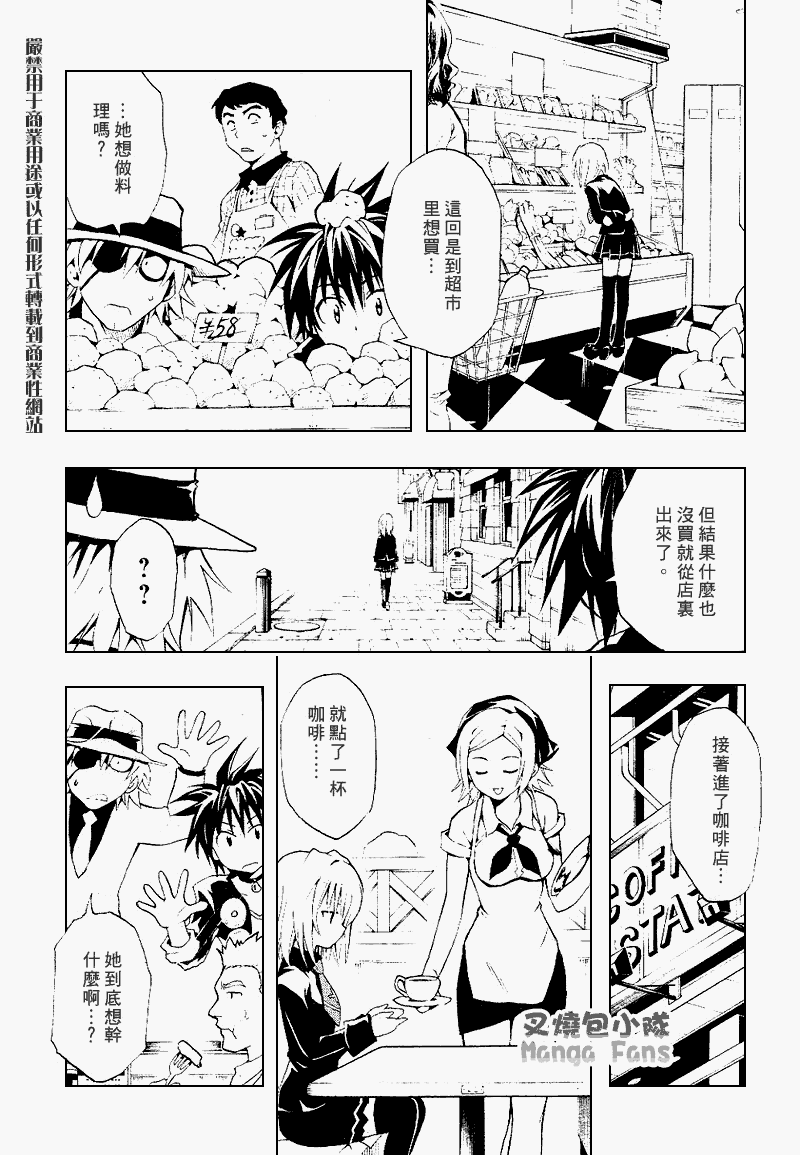 這回是到超市
里想買…
…她想做料
理嗎?
¥58
但結果什麼也
沒買就從店裏
出來了。
??
接著進了咖啡店…
就點了一杯
咖啡……
她到底想幹
什麼啊…?
叉燒包小隊
Manga Fans
嚴禁用于商業用途或以任何形式轉載到商業性網站